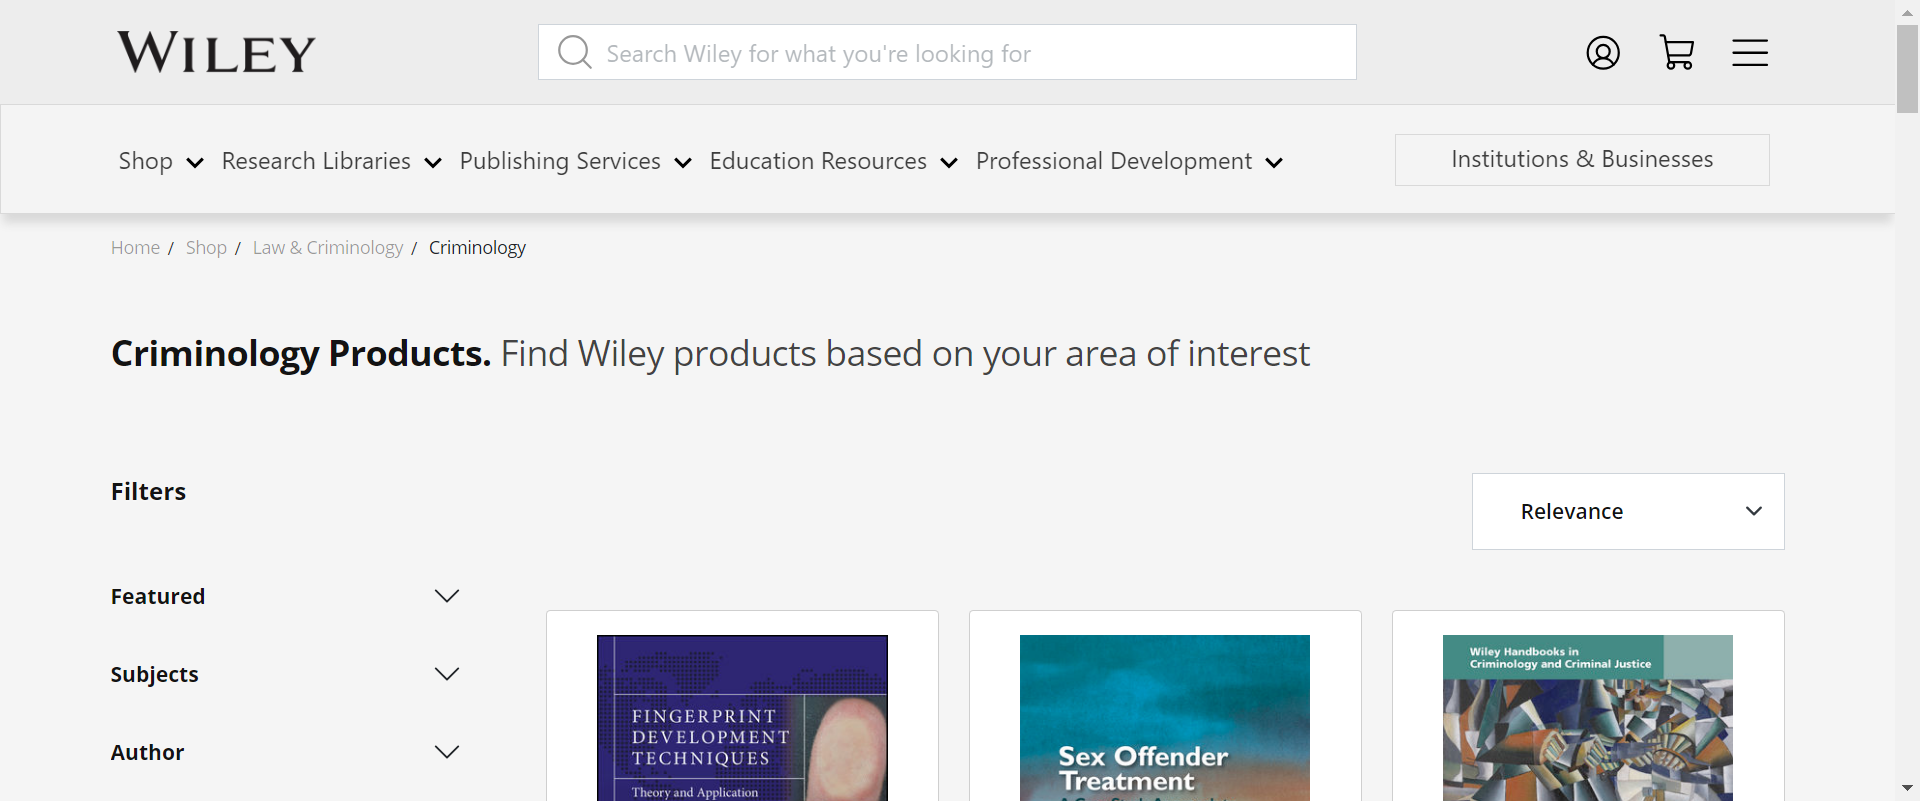 WILEY
Search Wiley for what you're looking for
Shop
Research Libraries
Publishing Services
Education Resources
Professional Development
Institutions & Businesses
Home / Shop / Law & Criminology / Criminology
Criminology Products. Find Wiley products based on your area of interest
Filters
Relevance
Featured
Subjects
Author
FINGERPRINT
DEVELOPMENT
TECHNIQUES
Theory and Application
Sex Offender
Treatment
Wiley Handbooks in
Criminology and Criminal Justice